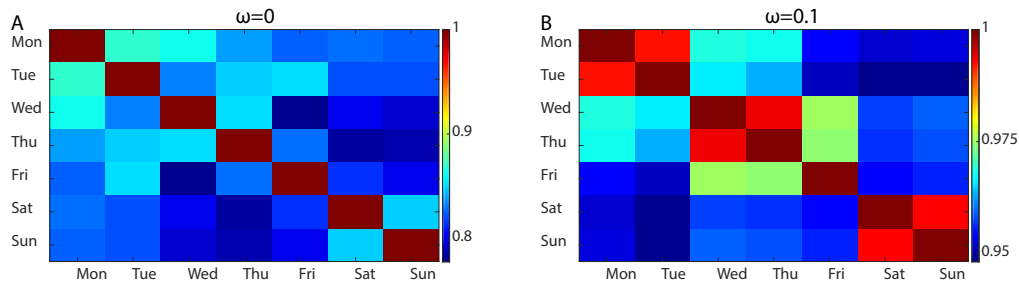 A
ω=0
1
Mon
Tue
Wed
Thu
Fri
Sat
Sun
0.9
0.8
Mon Tue Wed Thu Fri Sat Sun
B
ω=0.1
1
Mon
Tue
Wed
Thu
Fri
Sat
Sun
0.975
0.95
Mon Tue Wed Thu Fri Sat Sun